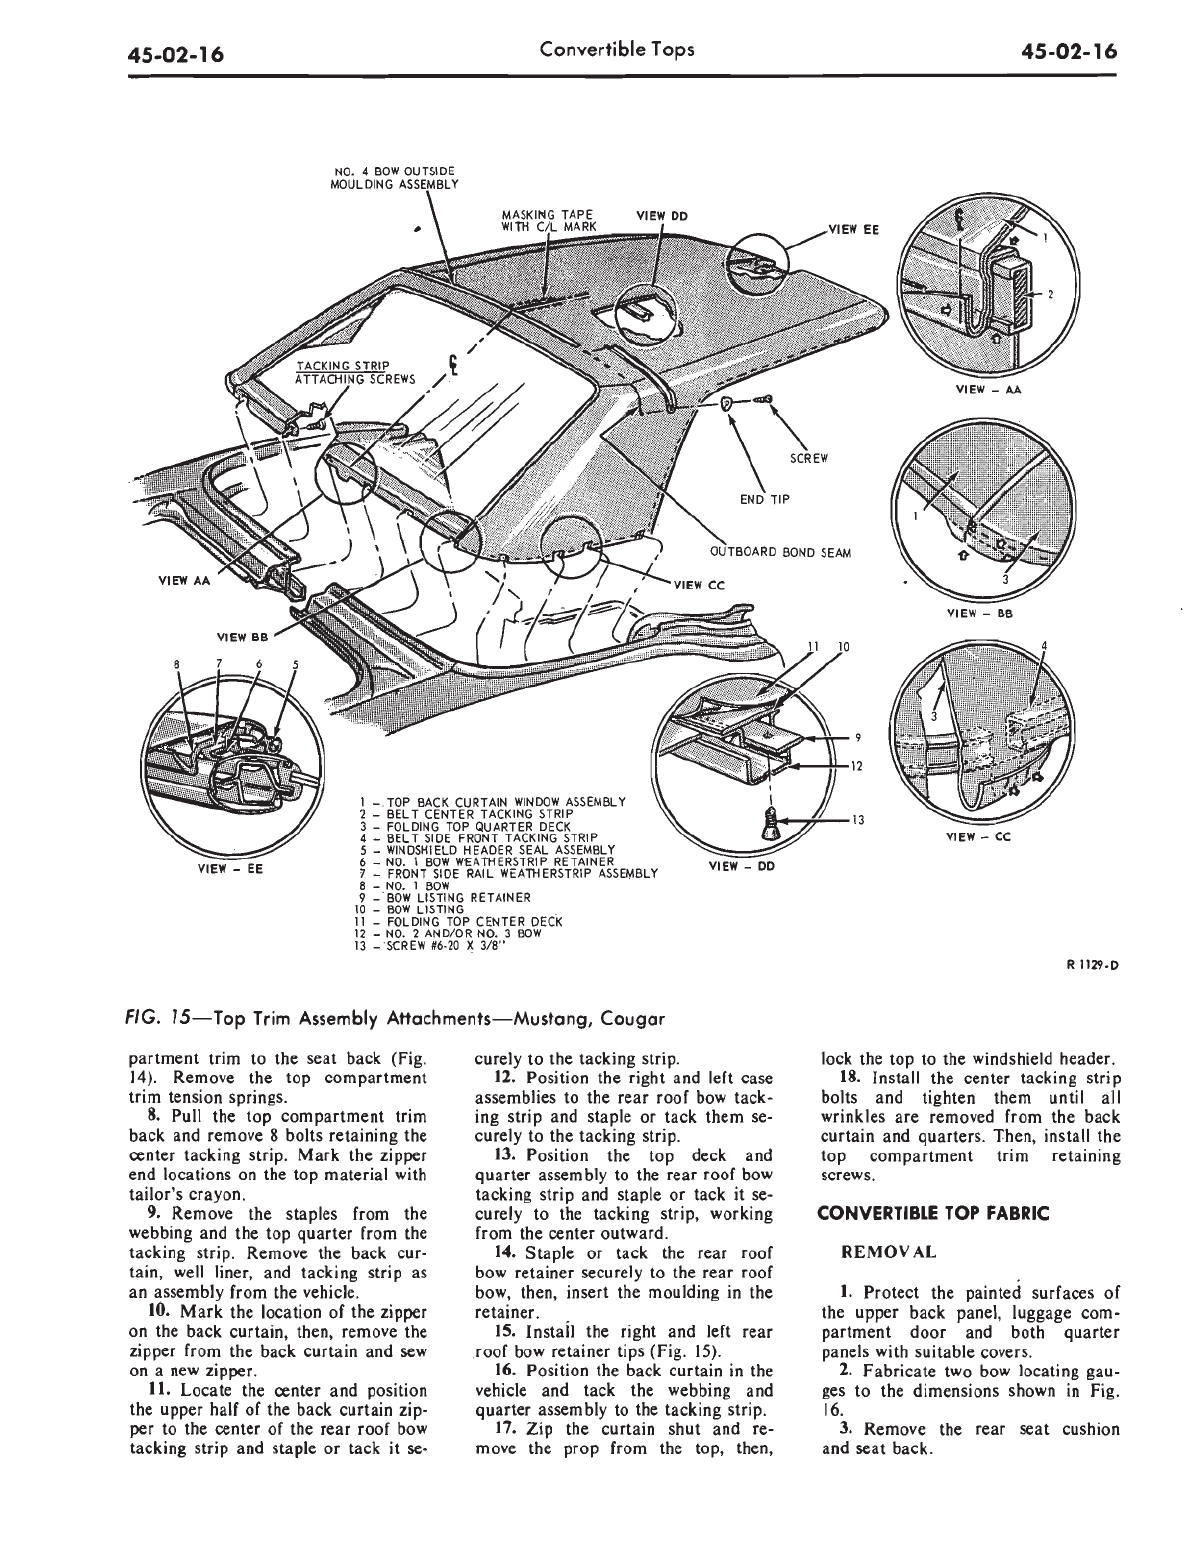 45-02-16
Convertible Tops
45-02-16
NO. 4 BOW OUTSIDE
MOULDING ASSEMBLY
MASKING TAPE
WITH C/L MARK
VIEW DD
VIEW EE
TACKING STRIP
ATTACHING SCREWS
SCREW
END TIP
OUTBOARD BOND SEAM
VIEW AA
VIEW CC
VIEW BB
1
2
VIEW – AA
1
3
VIEW – BB
4
3
VIEW – CC
8 7 6 5
VIEW – EE
11 10
9
12
13
VIEW – DD
1 – TOP BACK CURTAIN WINDOW ASSEMBLY
2 – BELT CENTER TACKING STRIP
3 – FOLDING TOP QUARTER DECK
4 – BELT SIDE FRONT TACKING STRIP
5 – WINDSHIELD HEADER SEAL ASSEMBLY
6 – NO. 1 BOW WEATHERSTRIP RETAINER
7 – FRONT SIDE RAIL WEATHERSTRIP ASSEMBLY
8 – NO. 1 BOW
9 – BOW LISTING RETAINER
10 – BOW LISTING
11 – FOLDING TOP CENTER DECK
12 – NO. 2 AND/OR NO. 3 BOW
13 – SCREW #6-20 X 3/8"
R 1129-D
FIG. 15—Top Trim Assembly Attachments—Mustang, Cougar
partment trim to the seat back (Fig.
14). Remove the top compartment
trim tension springs.
8. Pull the top compartment trim
back and remove 8 bolts retaining the
center tacking strip. Mark the zipper
end locations on the top material with
tailor's crayon.
9. Remove the staples from the
webbing and the top quarter from the
tacking strip. Remove the back cur-
tain, well liner, and tacking strip as
an assembly from the vehicle.
10. Mark the location of the zipper
on the back curtain, then, remove the
zipper from the back curtain and sew
on a new zipper.
11. Locate the center and position
the upper half of the back curtain zip-
per to the center of the rear roof bow
tacking strip and staple or tack it se-
curely to the tacking strip.
12. Position the right and left case
assemblies to the rear roof bow tack-
ing strip and staple or tack them se-
curely to the tacking strip.
13. Position the top deck and
quarter assembly to the rear roof bow
tacking strip and staple or tack it se-
curely to the tacking strip, working
from the center outward.
14. Staple or tack the rear roof
bow retainer securely to the rear roof
bow, then, insert the moulding in the
retainer.
15. Install the right and left rear
roof bow retainer tips (Fig. 15).
16. Position the back curtain in the
vehicle and tack the webbing and
quarter assembly to the tacking strip.
17. Zip the curtain shut and re-
move the prop from the top, then,
lock the top to the windshield header.
18. Install the center tacking strip
bolts and tighten them until all
wrinkles are removed from the back
curtain and quarters. Then, install the
top compartment trim retaining
screws.
CONVERTIBLE TOP FABRIC
REMOVAL
1. Protect the painted surfaces of
the upper back panel, luggage com-
partment door and both quarter
panels with suitable covers.
2. Fabricate two bow locating gau-
ges to the dimensions shown in Fig.
16.
3. Remove the rear seat cushion
and seat back.